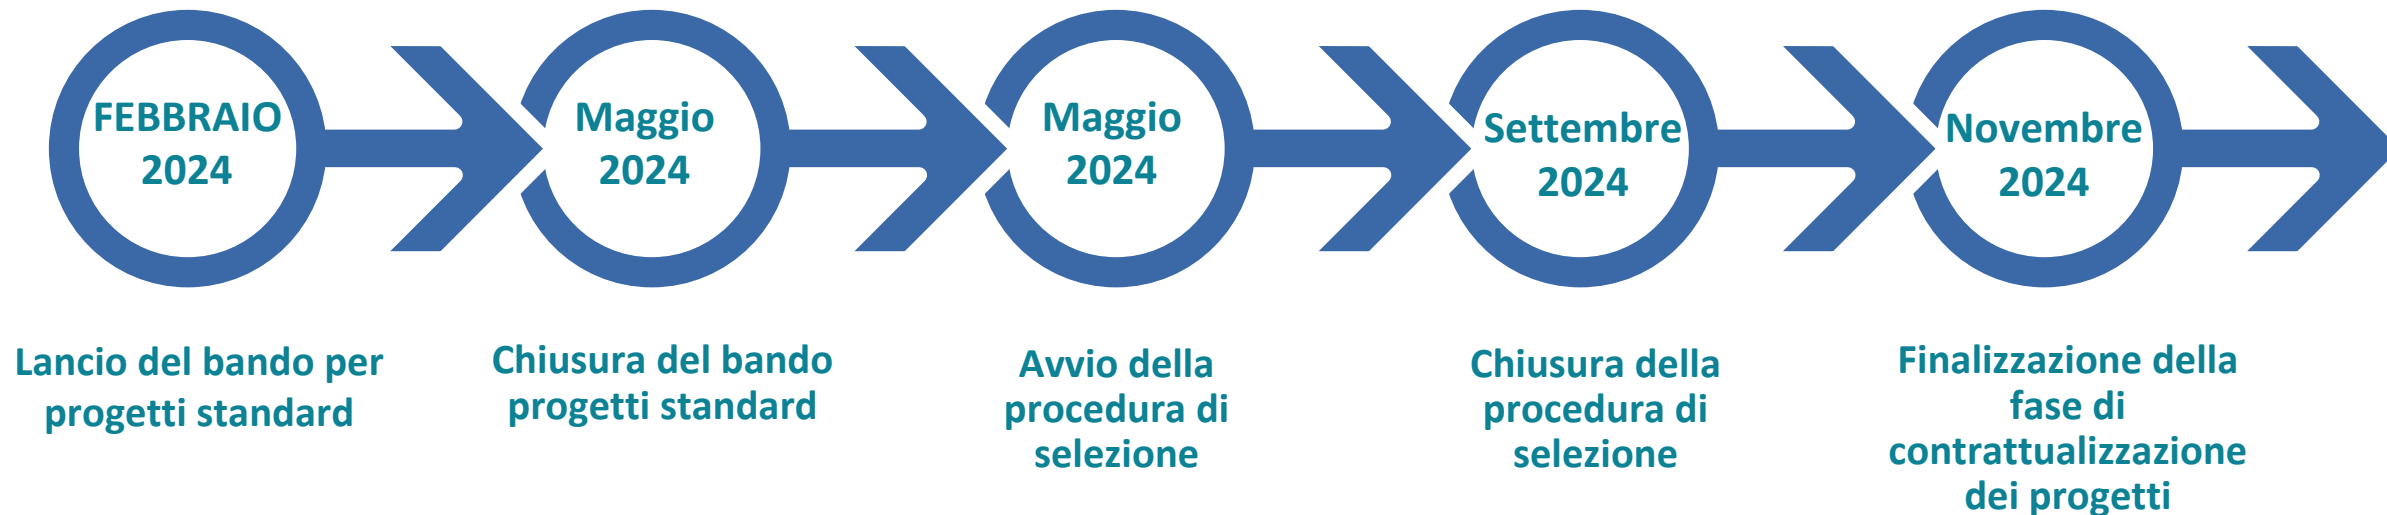 FEBBRAIO
2024
Maggio
2024
Maggio
2024
Settembre
2024
Novembre
2024
Lancio del bando per
progetti standard
Chiusura del bando
progetti standard
Avvio della
procedura di
selezione
Chiusura della
procedura di
selezione
Finalizzazione della
fase di
contrattualizzazione
dei progetti